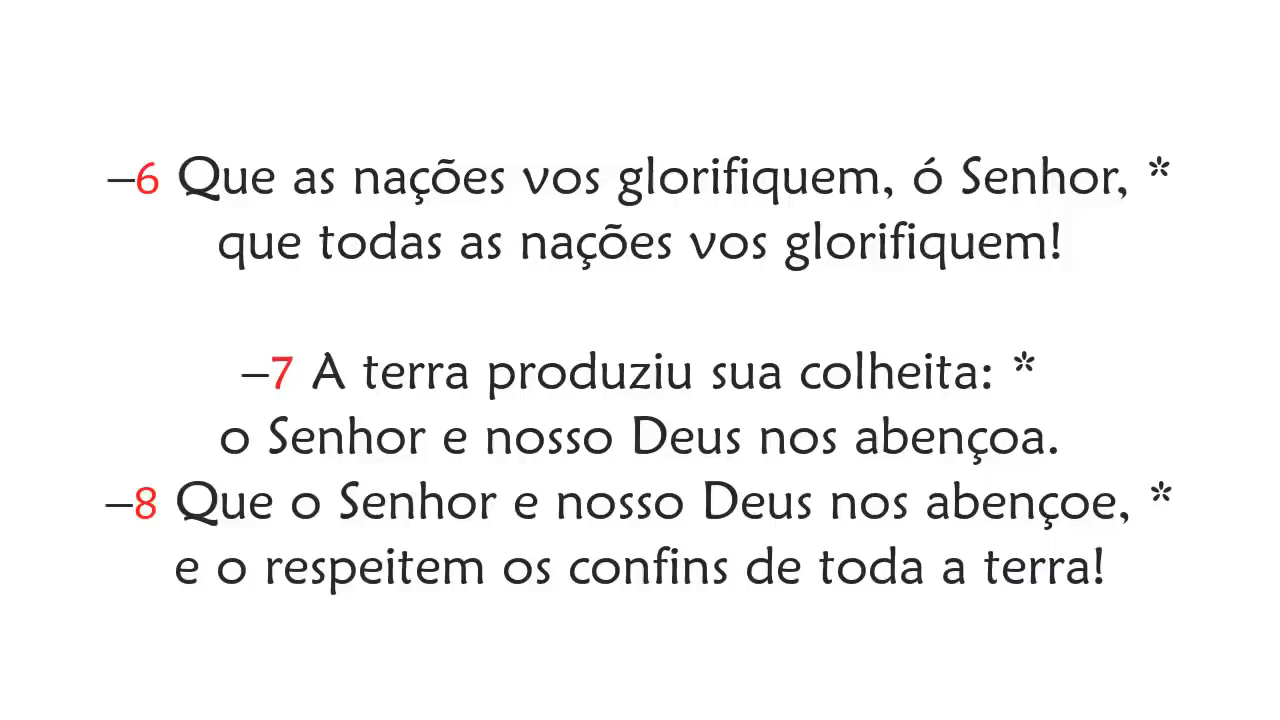 –6 Que as nações vos glorifiquem, ó Senhor, *
que todas as nações vos glorifiquem!
–7 A terra produziu sua colheita: *
o Senhor e nosso Deus nos abençoa.
–8 Que o Senhor e nosso Deus nos abençoe, *
e o respeitem os confins de toda a terra!